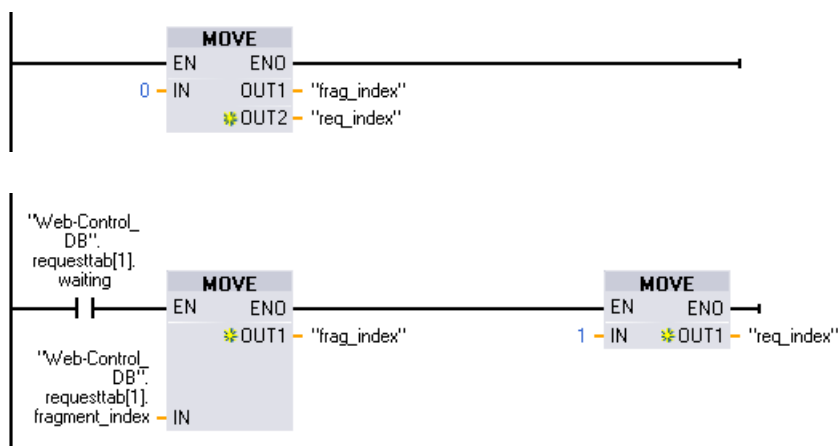 MOVE
EN ENO
0 IN OUT1 "frag_index"
OUT2 "req_index"
"Web-Control_
DB".
requesttab[1].
waiting
MOVE
EN ENO
OUT1 "frag_index"
"Web-Control_
DB".
requesttab[1].
fragment_index IN
MOVE
EN ENO
1 IN OUT1 "req_index"